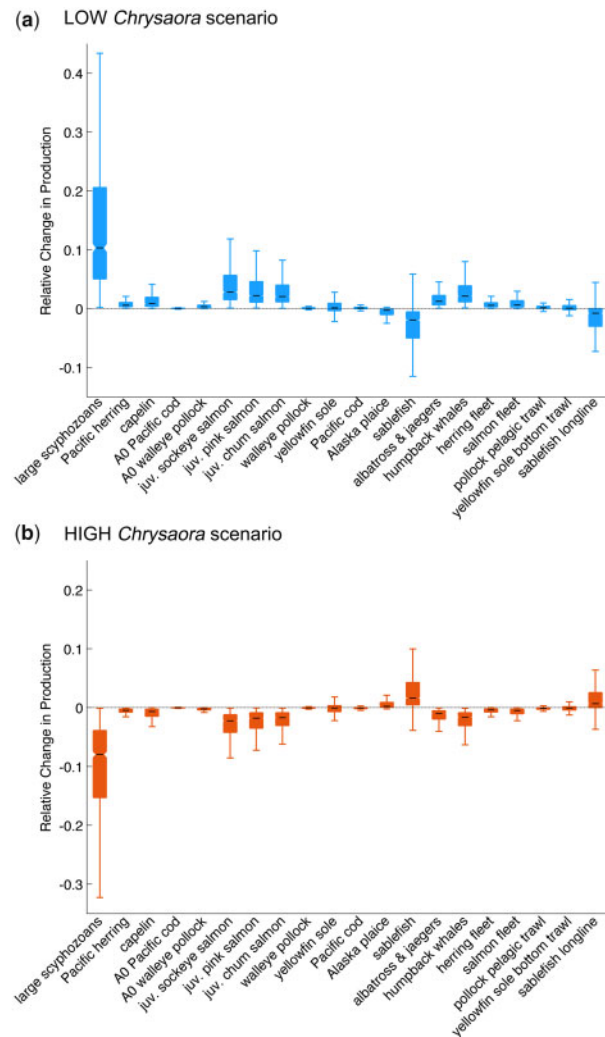 (a) LOW Chrysaora scenario
0.4
0.3
0.2
0.1
0
-0.1
Relative Change in Production
large scyphozoans
Pacific herring
capelin
A0 Pacific cod
A0 walleye pollock
juv. sockeye salmon
juv. pink salmon
juv. chum salmon
walleye pollock
yellowfin sole
Pacific cod
Alaska plaice
sablefish
albatross & jaegers
humpback whales
herring fleet
salmon fleet
pollock pelagic trawl
yellowfin sole bottom trawl
sablefish longline
(b) HIGH Chrysaora scenario
0.2
0.1
0
-0.1
-0.2
-0.3
Relative Change in Production
large scyphozoans
Pacific herring
capelin
A0 Pacific cod
A0 walleye pollock
juv. sockeye salmon
juv. pink salmon
juv. chum salmon
walleye pollock
yellowfin sole
Pacific cod
Alaska plaice
sablefish
albatross & jaegers
humpback whales
herring fleet
salmon fleet
pollock pelagic trawl
yellowfin sole bottom trawl
sablefish longline